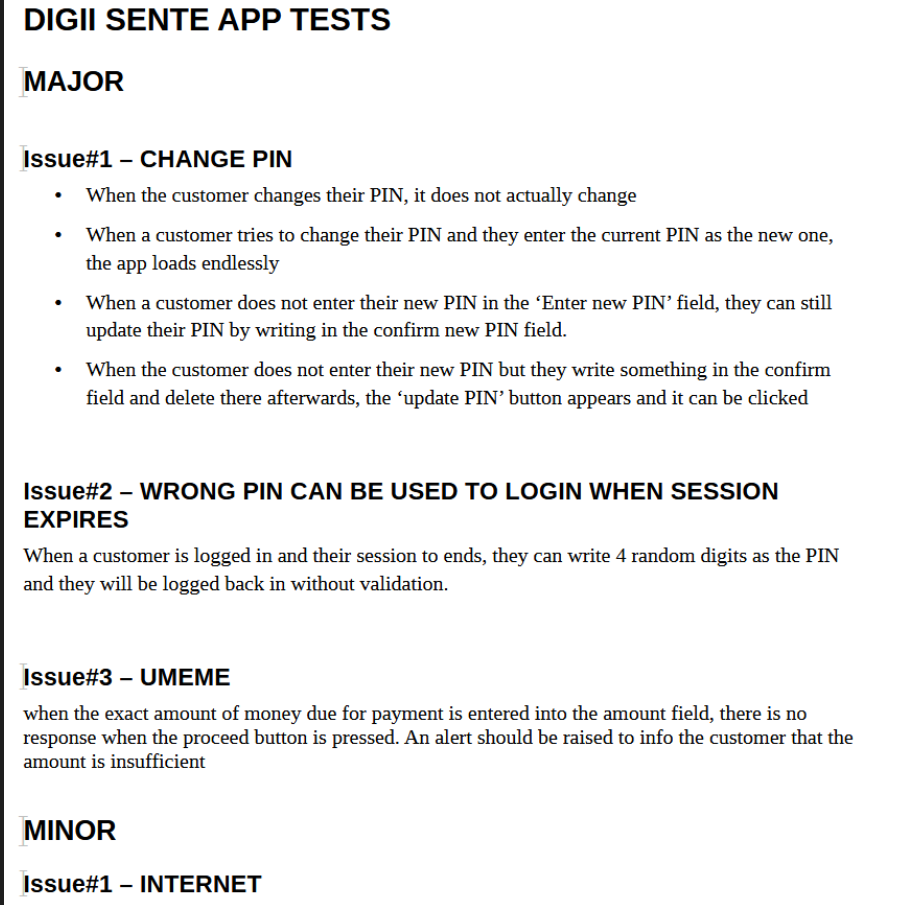 DIGII SENTE APP TESTS
MAJOR
Issue#1 – CHANGE PIN
• When the customer changes their PIN, it does not actually change
• When a customer tries to change their PIN and they enter the current PIN as the new one,
the app loads endlessly
• When a customer does not enter their new PIN in the ‘Enter new PIN’ field, they can still
update their PIN by writing in the confirm new PIN field.
• When the customer does not enter their new PIN but they write something in the confirm
field and delete there afterwards, the ‘update PIN’ button appears and it can be clicked
Issue#2 – WRONG PIN CAN BE USED TO LOGIN WHEN SESSION
EXPIRES
When a customer is logged in and their session to ends, they can write 4 random digits as the PIN
and they will be logged back in without validation.
Issue#3 – UMEME
when the exact amount of money due for payment is entered into the amount field, there is no
response when the proceed button is pressed. An alert should be raised to info the customer that the
amount is insufficient
MINOR
Issue#1 – INTERNET